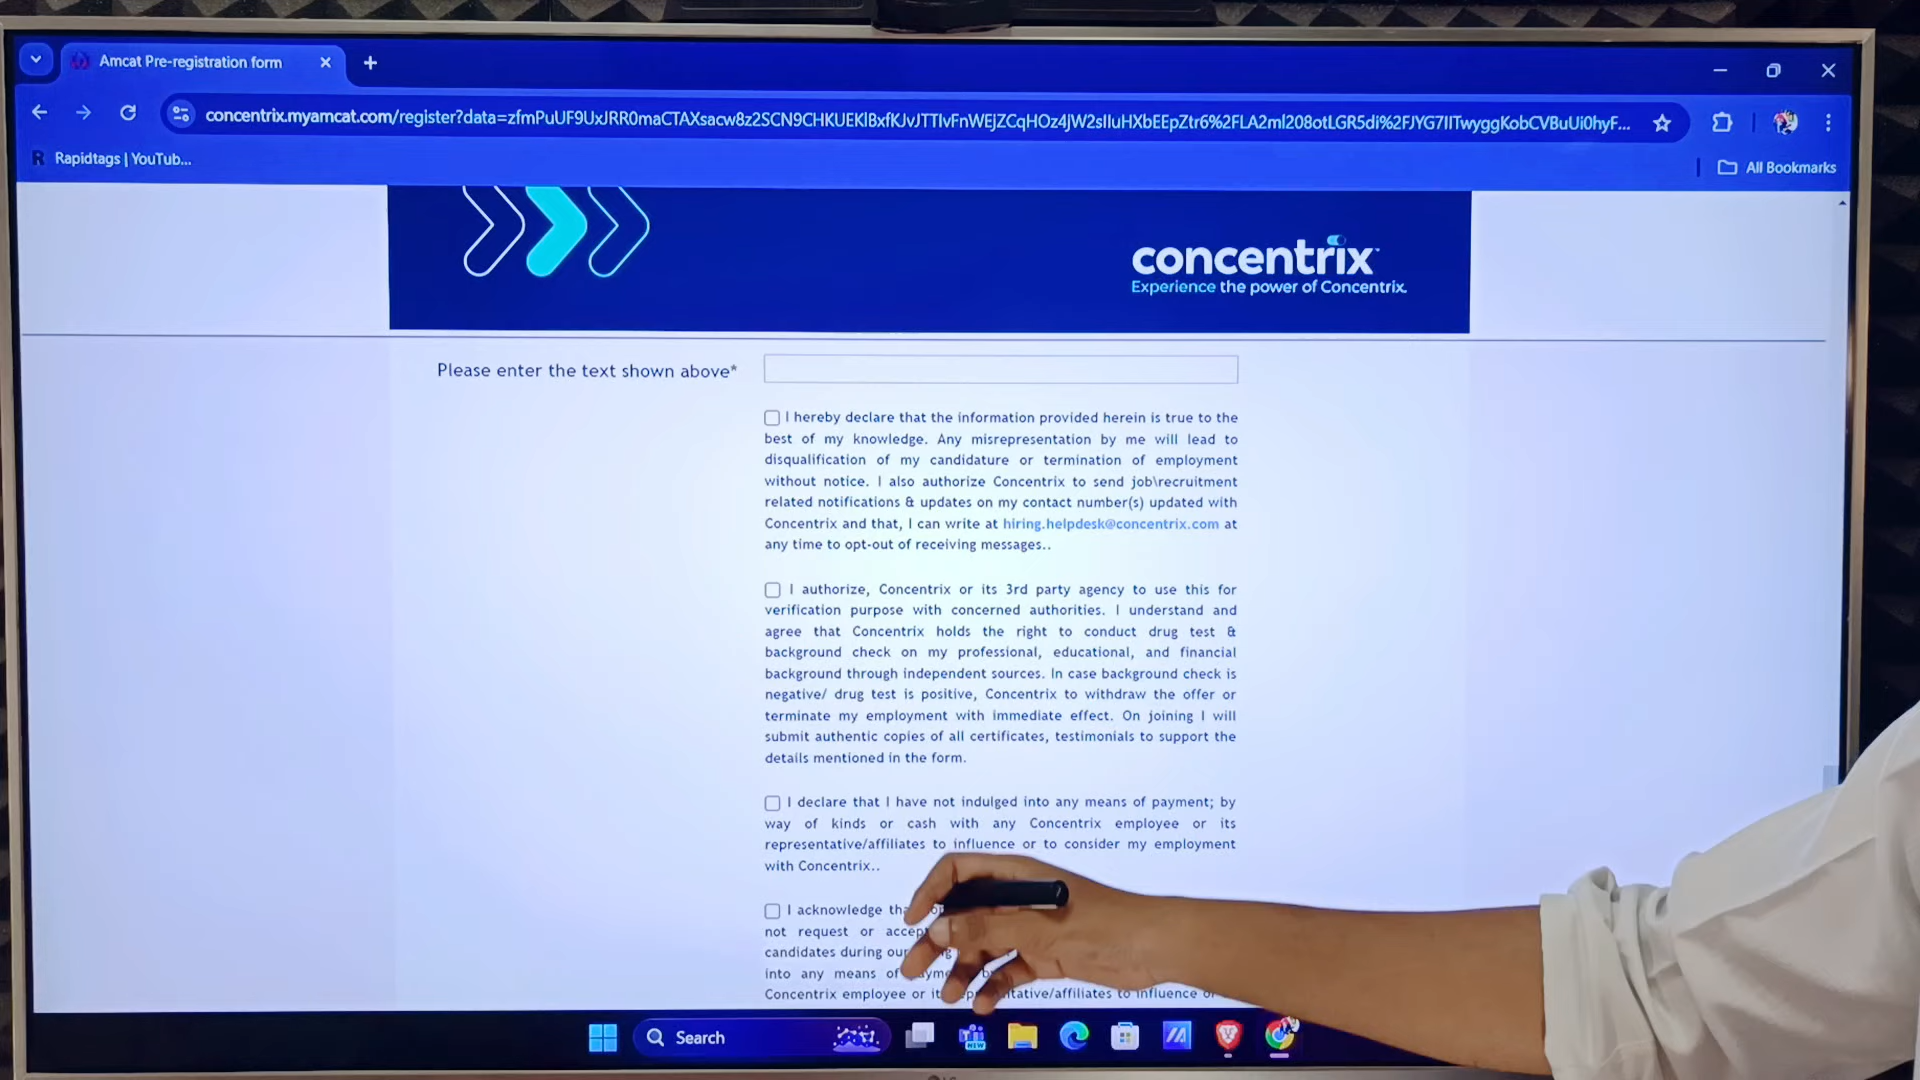 Amcat Pre-registration form
concentrix.myamcat.com/register?data=
Rapidtags | YouTub...
All Bookmarks
concentrix
Experience the power of Concentrix.
Please enter the text shown above*
I hereby declare that the information provided herein is true to the
best of my knowledge. Any misrepresentation by me will lead to
disqualification of my candidature or termination of employment
without notice. I also authorize Concentrix to send job\recruitment
related notifications & updates on my contact number(s) updated with
Concentrix and that, I can write at hiring.helpdesk@concentrix.com at
any time to opt-out of receiving messages..
I authorize, Concentrix or its 3rd party agency to use this for
verification purpose with concerned authorities. I understand and
agree that Concentrix holds the right to conduct drug test &
background check on my professional, educational, and financial
background through independent sources. In case background check is
negative/ drug test is positive, Concentrix to withdraw the offer or
terminate my employment with immediate effect. On joining I will
submit authentic copies of all certificates, testimonials to support the
details mentioned in the form.
I declare that I have not indulged into any means of payment; by
way of kinds or cash with any Concentrix employee or its
representative/affiliates to influence or to consider my employment
with Concentrix..
I acknowledge
not request or
candidates during
into any means of
Concentrix employee or to influence
Search
NEW